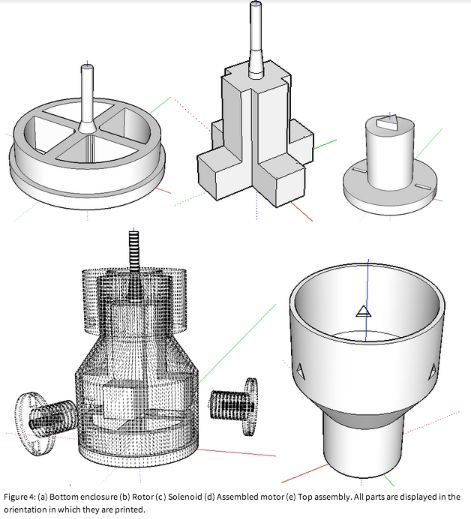 Figure 4: (a) Bottom enclosure (b) Rotor (c) Solenoid (d) Assembled motor (e) Top assembly. All parts are displayed in the
orientation in which they are printed.